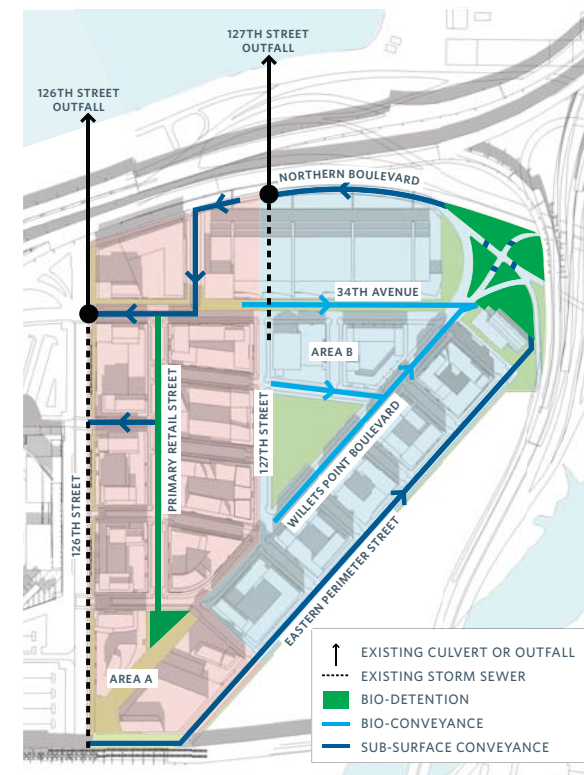 127TH STREET
OUTFALL
126TH STREET
OUTFALL
NORTHERN BOULEVARD
34TH AVENUE
AREA B
PRIMARY RETAIL STREET
127TH STREET
WILLETS POINT BOULEVARD
126TH STREET
EASTERN PERIMETER STREET
AREA A
EXISTING CULVERT OR OUTFALL
EXISTING STORM SEWER
BIO-DETENTION
BIO-CONVEYANCE
SUB-SURFACE CONVEYANCE